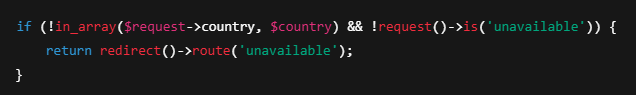 if (!in_array($request->country, $country) && !request()->is('unavailable')) {
return redirect()->route('unavailable');
}